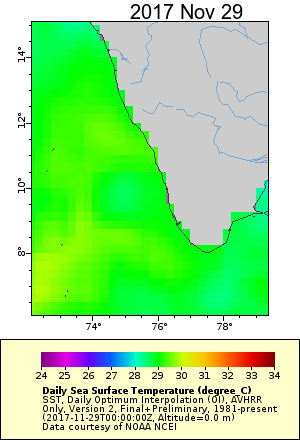 2017 Nov 29
14°
12°
10°
8°
74°
76°
78°
24 25 26 27 28 29 30 31 32 33 34
Daily Sea Surface Temperature (degree_C)
SST, Daily Optimum Interpolation (OI), AVHRR
Only, Version 2, Final+Preliminary, 1981-present
(2017-11-29T00:00:00Z, Altitude=0.0 m)
Data courtesy of NOAA NCEI